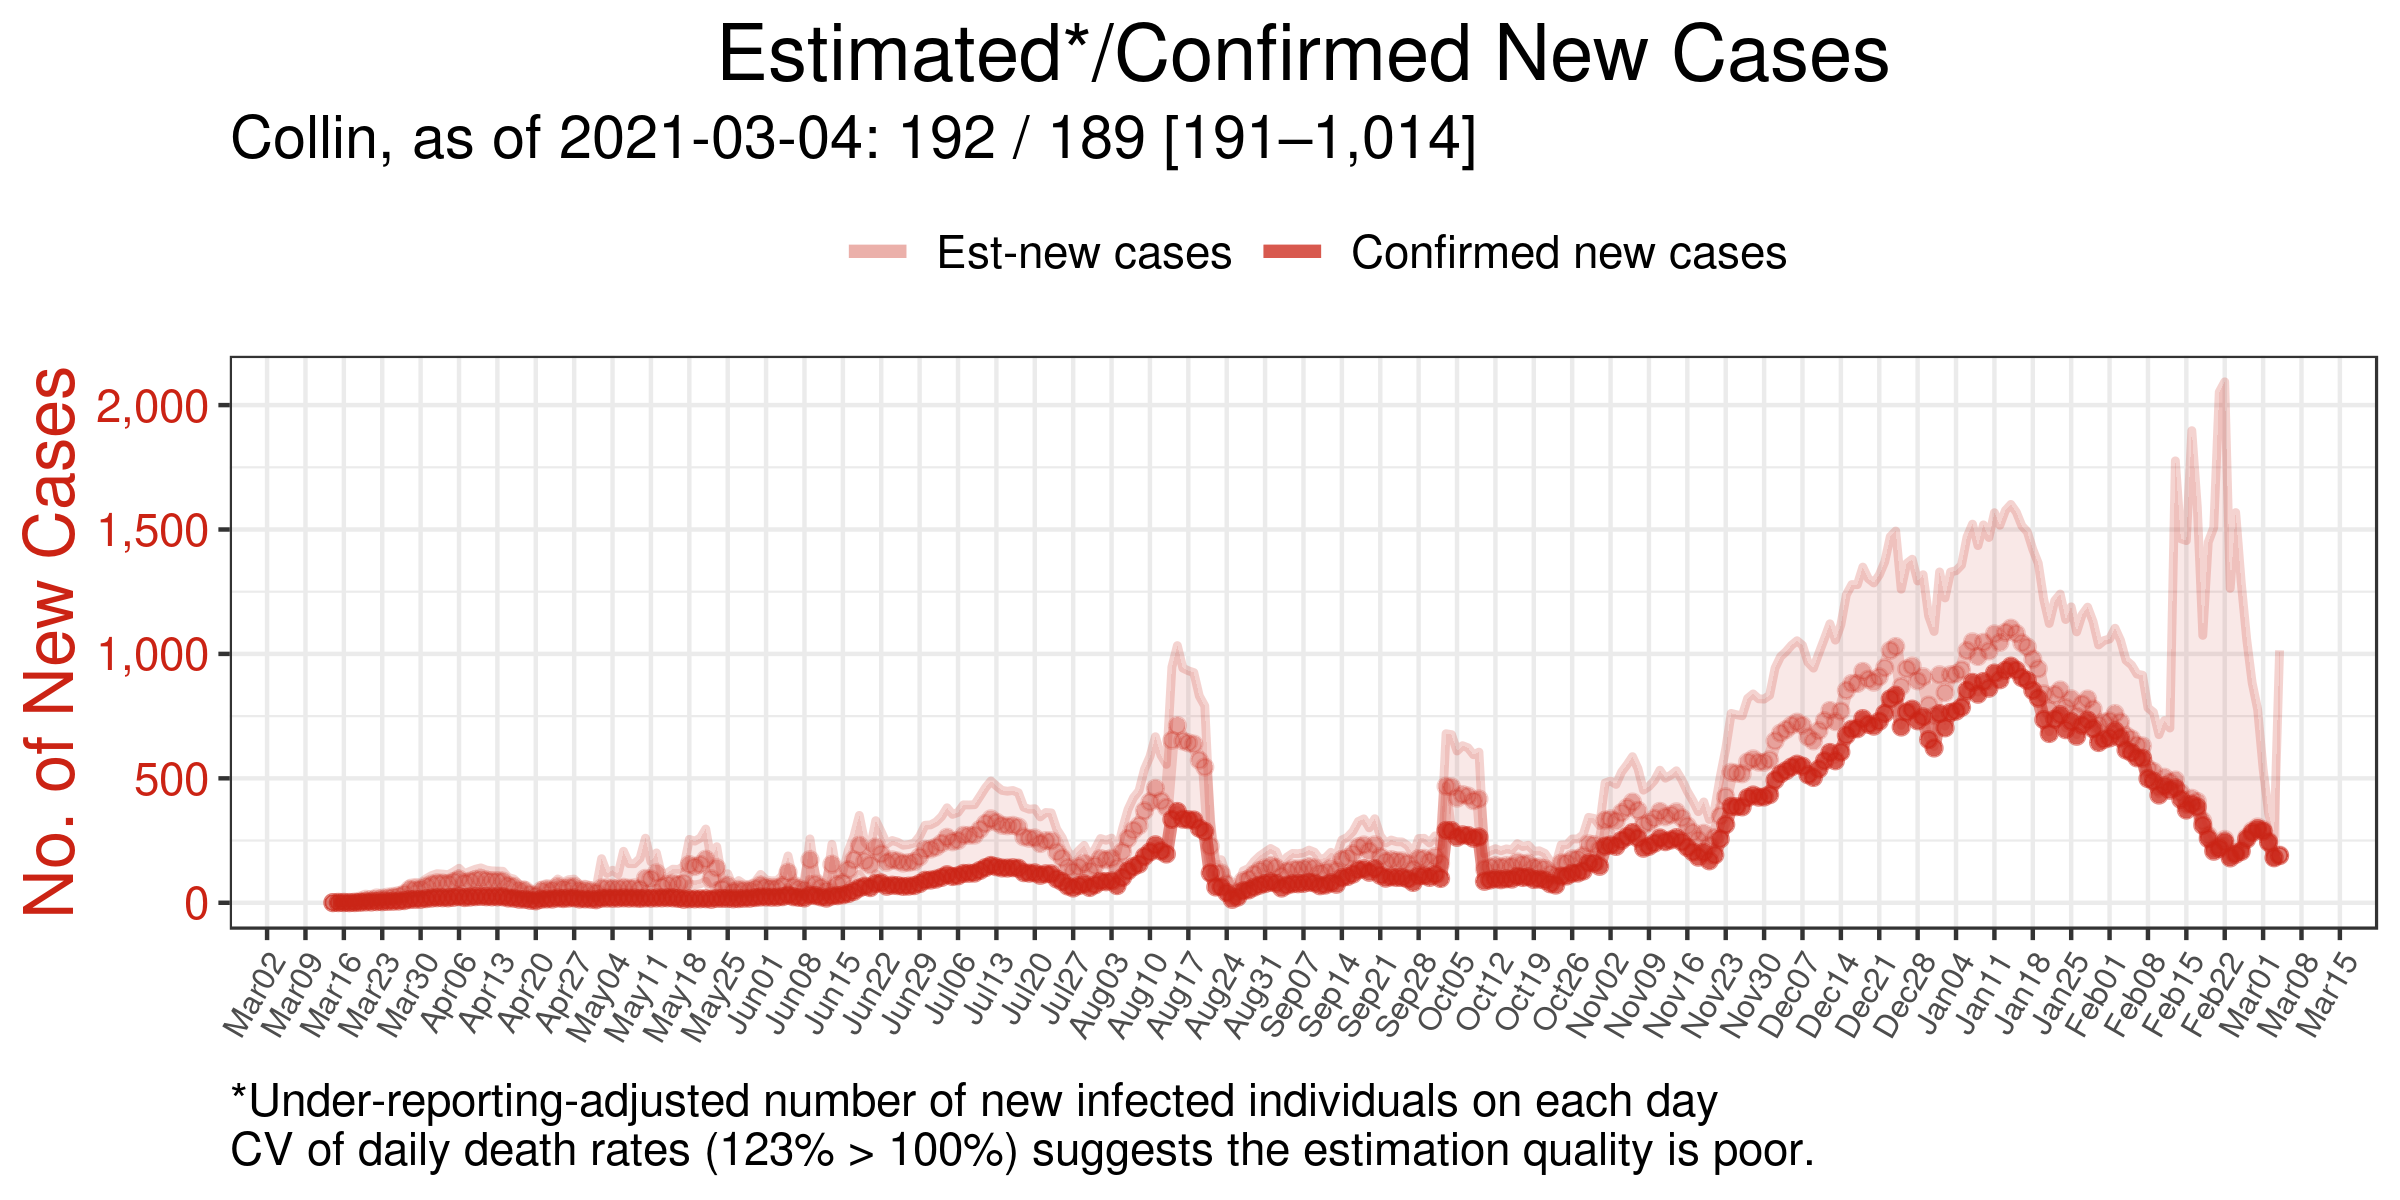 Estimated*/Confirmed New Cases
Collin, as of 2021-03-04: 192 / 189 [191–1,014]
Est-new cases
Confirmed new cases
No. of New Cases
2,000
1,500
1,000
500
0
Mar02
Mar09
Mar16
Mar23
Mar30
Apr06
Apr13
Apr20
Apr27
May04
May11
May18
May25
Jun01
Jun08
Jun15
Jun22
Jun29
Jul06
Jul13
Jul20
Jul27
Aug03
Aug10
Aug17
Aug24
Aug31
Sep07
Sep14
Sep21
Sep28
Oct05
Oct12
Oct19
Oct26
Nov02
Nov09
Nov16
Nov23
Nov30
Dec07
Dec14
Dec21
Dec28
Jan04
Jan11
Jan18
Jan25
Feb01
Feb08
Feb15
Feb22
Mar01
Mar08
Mar15
*Under-reporting-adjusted number of new infected individuals on each day
CV of daily death rates (123% > 100%) suggests the estimation quality is poor.